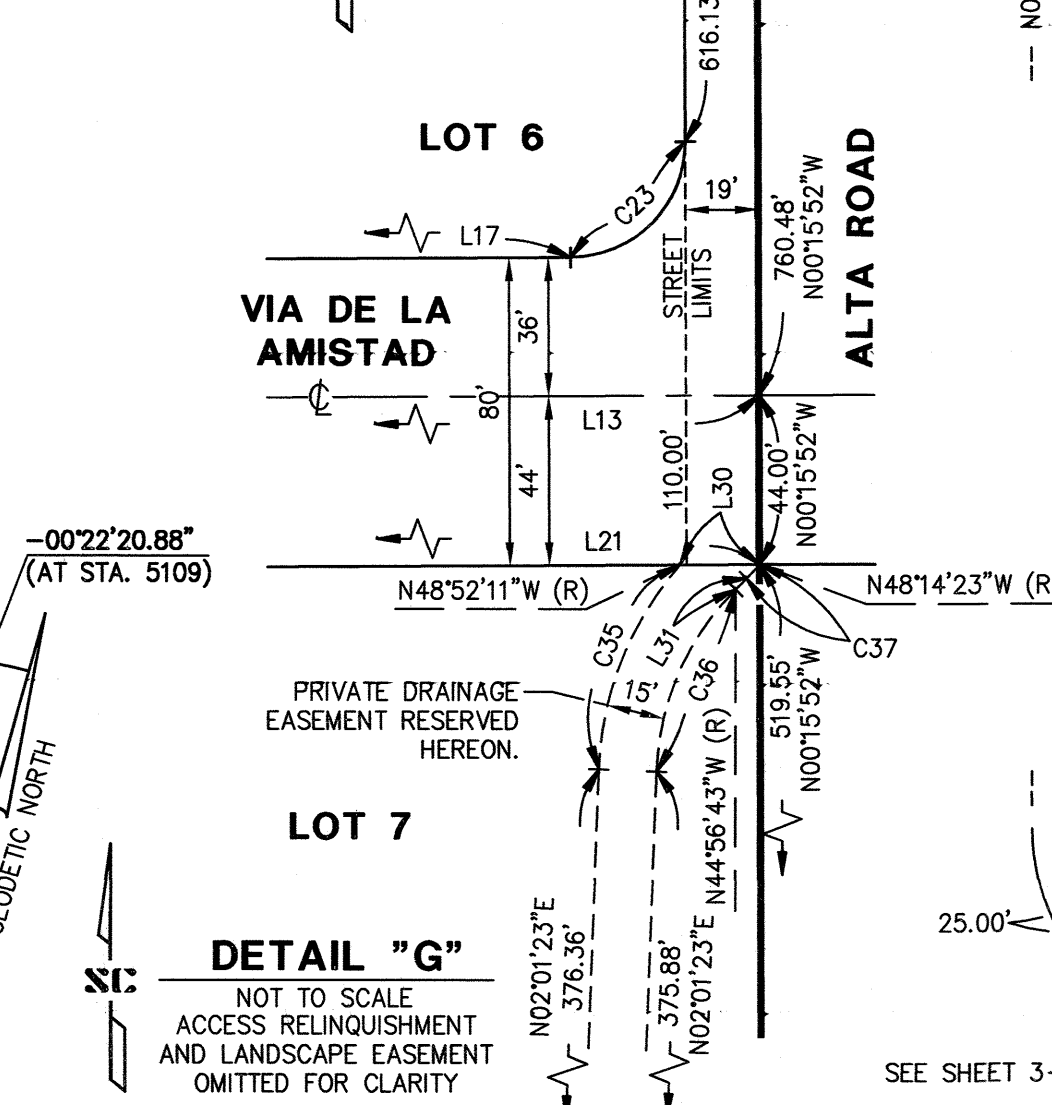 616.13
NO
LOT 6
C23
19'
L17
STREET
LIMITS
760.48'
N00°15'52"W
ALTA ROAD
VIA DE LA
AMISTAD
36'
80'
℄
L13
44'
110.00'
L30
44.00'
N00°15'52"W
L21
-00°22'20.88"
(AT STA. 5109)
N48°52'11"W (R)
N48°14'23"W (R
C35
L31
C36
C37
15'
PRIVATE DRAINAGE
EASEMENT RESERVED
HEREON.
519.55'
N00°15'52"W
N44°56'43"W (R)
GEODETIC NORTH
LOT 7
N02°01'23"E
376.36'
375.88'
N02°01'23"E
25.00'
SC
DETAIL "G"
NOT TO SCALE
ACCESS RELINQUISHMENT
AND LANDSCAPE EASEMENT
OMITTED FOR CLARITY
SEE SHEET 3-